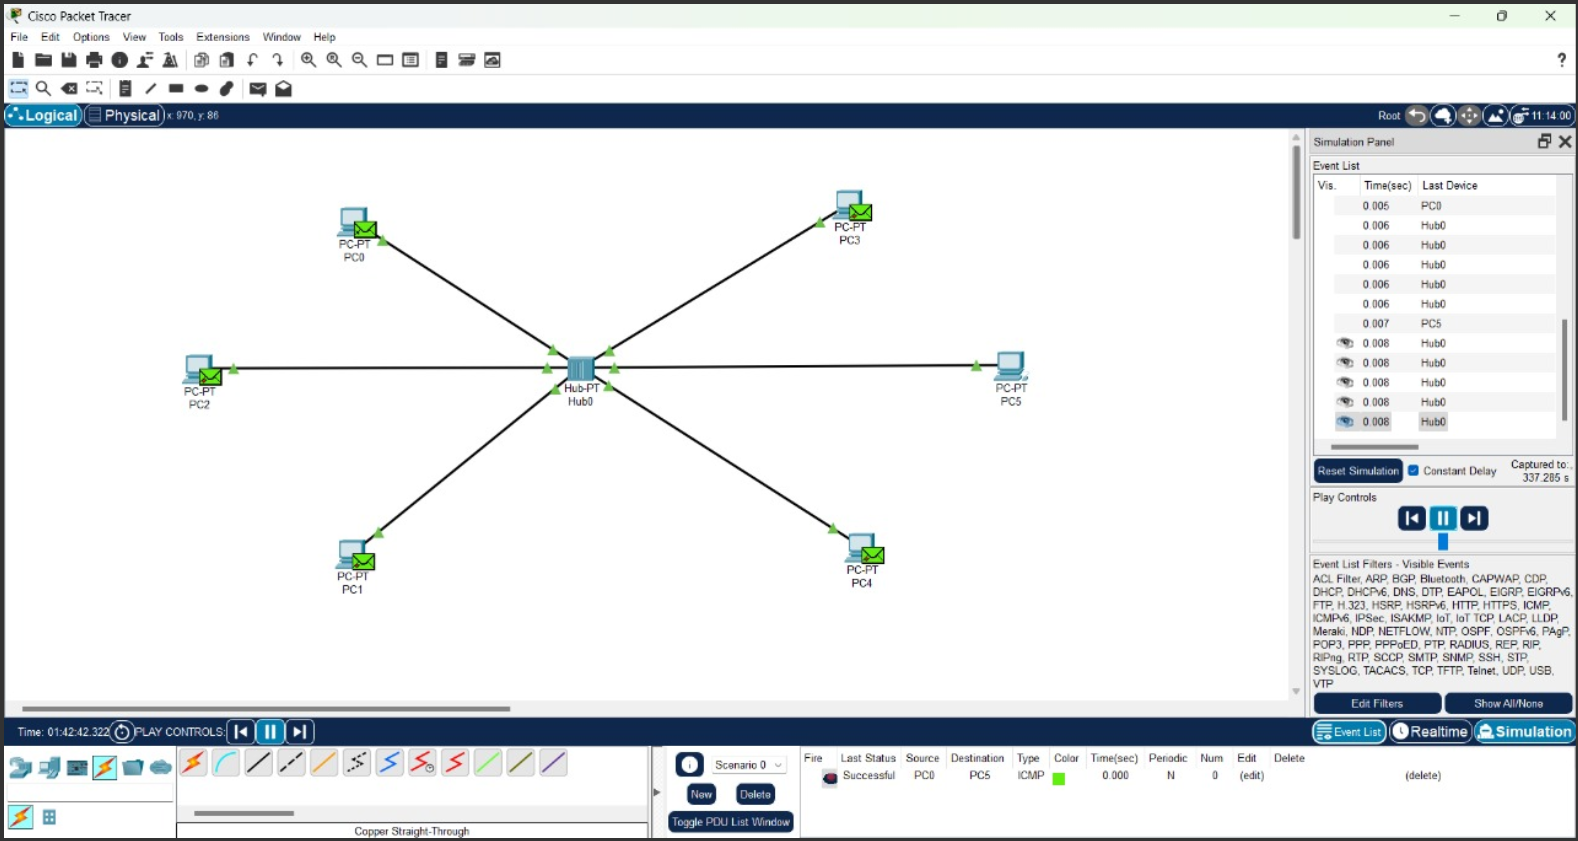 Cisco Packet Tracer
File Edit Options View Tools Extensions Window Help
?
Logical Physical x: 970, y: 86 Root 11:14:00
Simulation Panel
Event List
Vis. Time(sec) Last Device
0.005 PC0
0.006 Hub0
0.006 Hub0
0.006 Hub0
0.006 Hub0
0.006 Hub0
0.007 PC5
0.008 Hub0
0.008 Hub0
0.008 Hub0
0.008 Hub0
0.008 Hub0
Reset Simulation Constant Delay Captured to:
337.285 s
Play Controls
Event List Filters - Visible Events
ACL Filter, ARP, BGP, Bluetooth, CAPWAP, CDP,
DHCP, DHCPv6, DNS, DTP, EAPOL, EIGRP, EIGRPv6,
FTP, H.323, HSRP, HSRPv6, HTTP, HTTPS, ICMP,
ICMPv6, IPSec, ISAKMP, IoT, IoT TCP, LACP, LLDP,
Meraki, NDP, NETFLOW, NTP, OSPF, OSPFv6, PAgP,
POP3, PPP, PPPoED, PTP, RADIUS, REP, RIP,
RIPng, RTP, SCCP, SMTP, SNMP, SSH, STP,
SYSLOG, TACACS, TCP, TFTP, Telnet, UDP, USB,
VTP
Edit Filters Show All/None
PC-PT
PC0
PC-PT
PC3
PC-PT
PC2
Hub-PT
Hub0
PC-PT
PC5
PC-PT
PC1
PC-PT
PC4
Time: 01:42:42.322 PLAY CONTROLS: Event List Realtime Simulation
Scenario 0
New Delete
Toggle PDU List Window
Fire Last Status Source Destination Type Color Time(sec) Periodic Num Edit Delete
Successful PC0 PC5 ICMP 0.000 N 0 (edit) (delete)
Copper Straight-Through